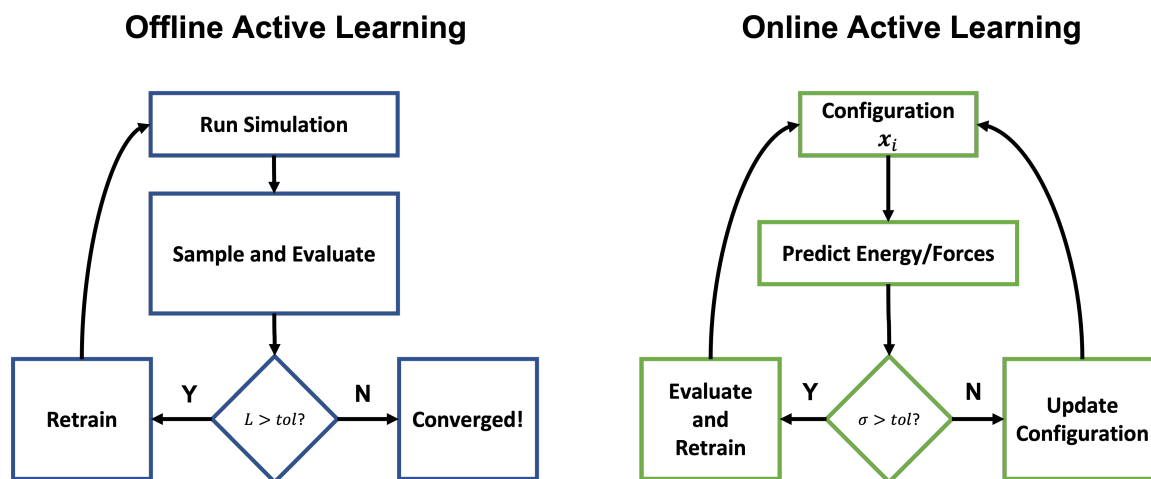 Offline Active Learning
Run Simulation
Sample and Evaluate
L > tol?
Y
N
Retrain
Converged!
Online Active Learning
Configuration
𝒙ᵢ
Predict Energy/Forces
σ > tol?
Y
N
Evaluate
and
Retrain
Update
Configuration